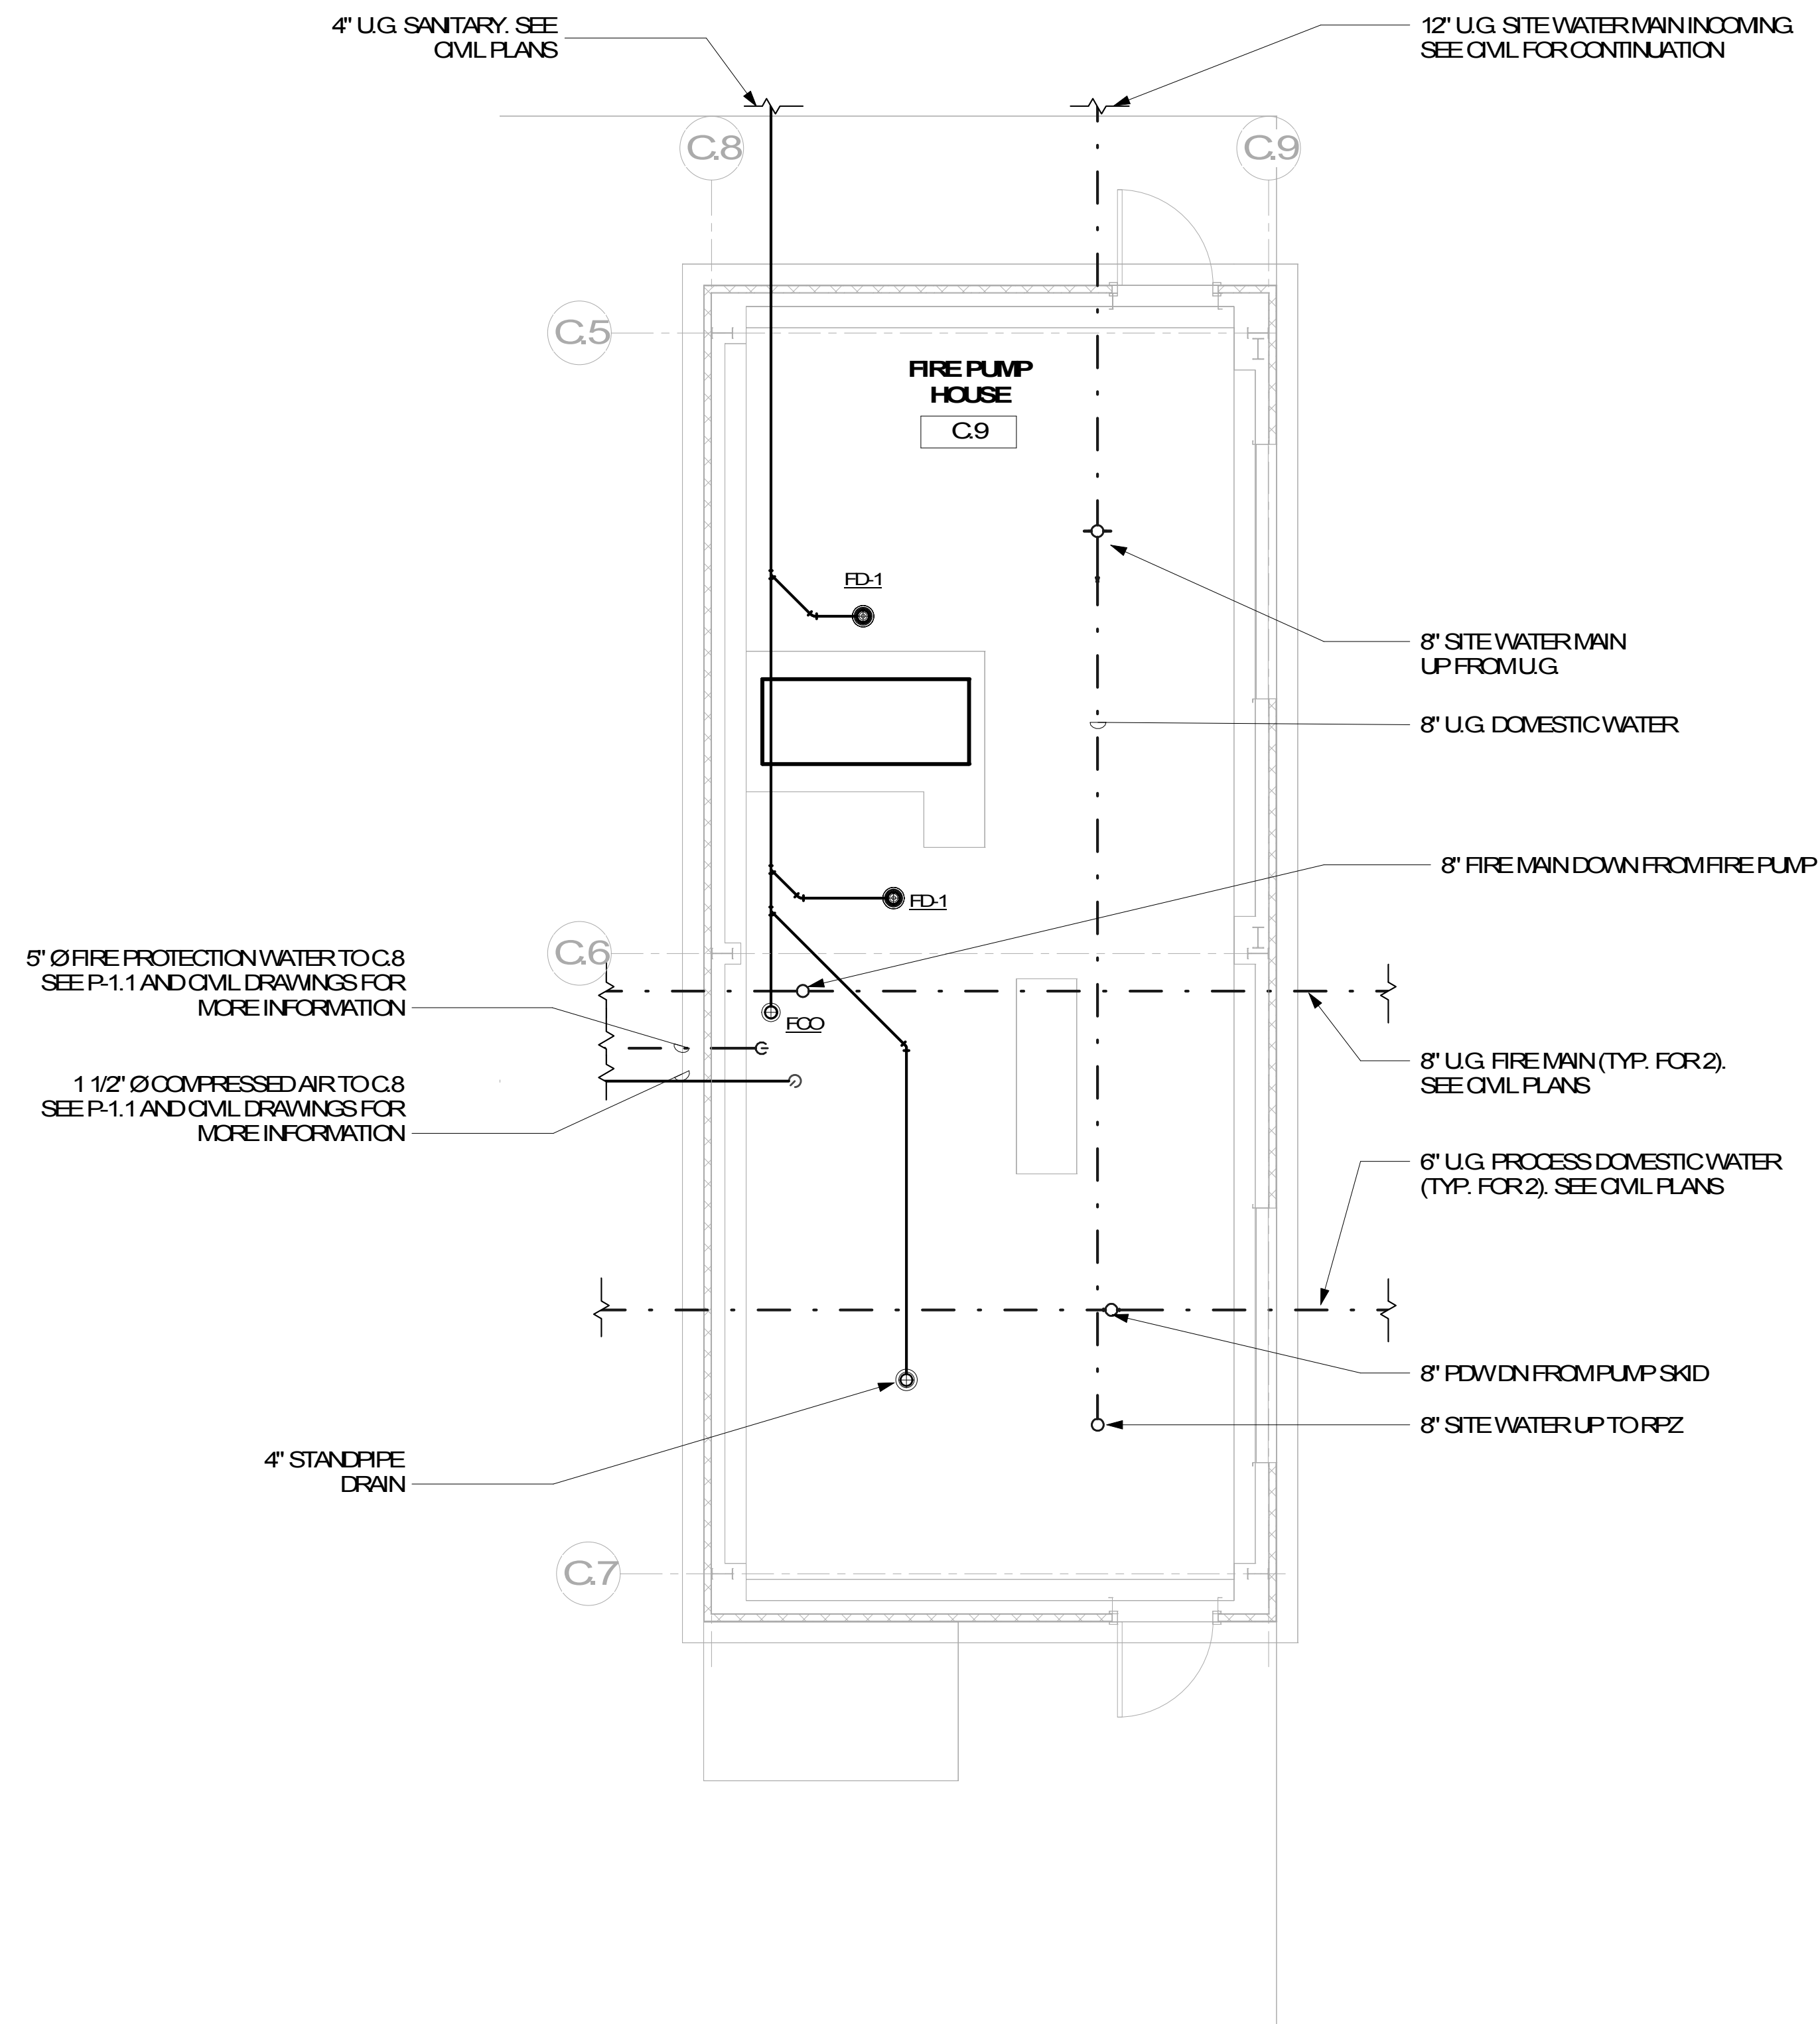 4" U.G. SANITARY. SEE
CIVIL PLANS
12" U.G. SITE WATER MAIN INCOMING.
SEE CIVIL FOR CONTINUATION
C.8
C.9
C.5
FIRE PUMP
HOUSE
C.9
FD-1
8" SITE WATER MAIN
UP FROM U.G.
8" U.G. DOMESTIC WATER
8" FIRE MAIN DOWN FROM FIRE PUMP
FD-1
C.6
5" Ø FIRE PROTECTION WATER TO C.8
SEE P-1.1 AND CIVIL DRAWINGS FOR
MORE INFORMATION
FCO
1 1/2" Ø COMPRESSED AIR TO C.8
SEE P-1.1 AND CIVIL DRAWINGS FOR
MORE INFORMATION
8" U.G. FIRE MAIN (TYP. FOR 2).
SEE CIVIL PLANS
6" U.G. PROCESS DOMESTIC WATER
(TYP. FOR 2). SEE CIVIL PLANS
8" PDW DN FROM PUMP SKID
8" SITE WATER UP TO RPZ
4" STANDPIPE
DRAIN
C.7